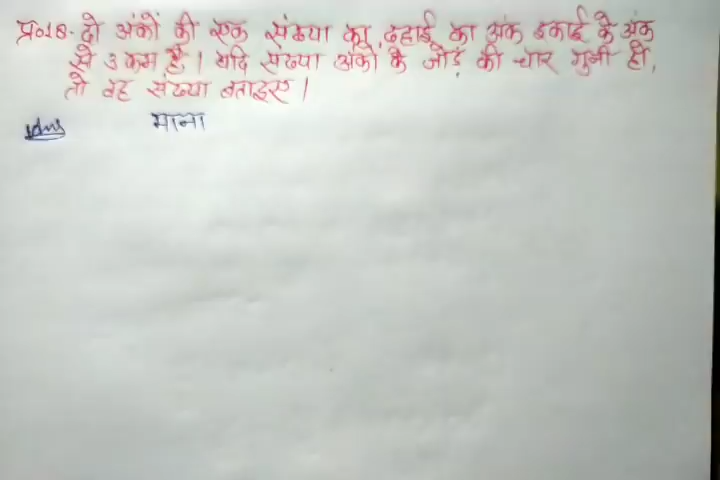 प्र०18. दो अंकों की एक संख्या का, दहाई का अंक इकाई के अंक
से 3 कम है। यदि संख्या अंकों के जोड़ की चार गुनी हो,
तो वह संख्या बताइए।
Ans माना